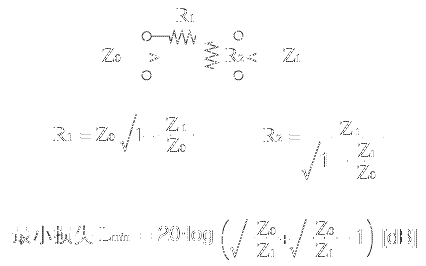 R₁
Z₀ > R₂ < Z₁
R₁ = Z₀ √(1 - Z₁/Z₀)
R₂ = Z₁ / √(1 - Z₁/Z₀)
最小损失 Lmin = 20·log(√(Z₀/Z₁) + √(Z₀/Z₁ - 1)) [dB]